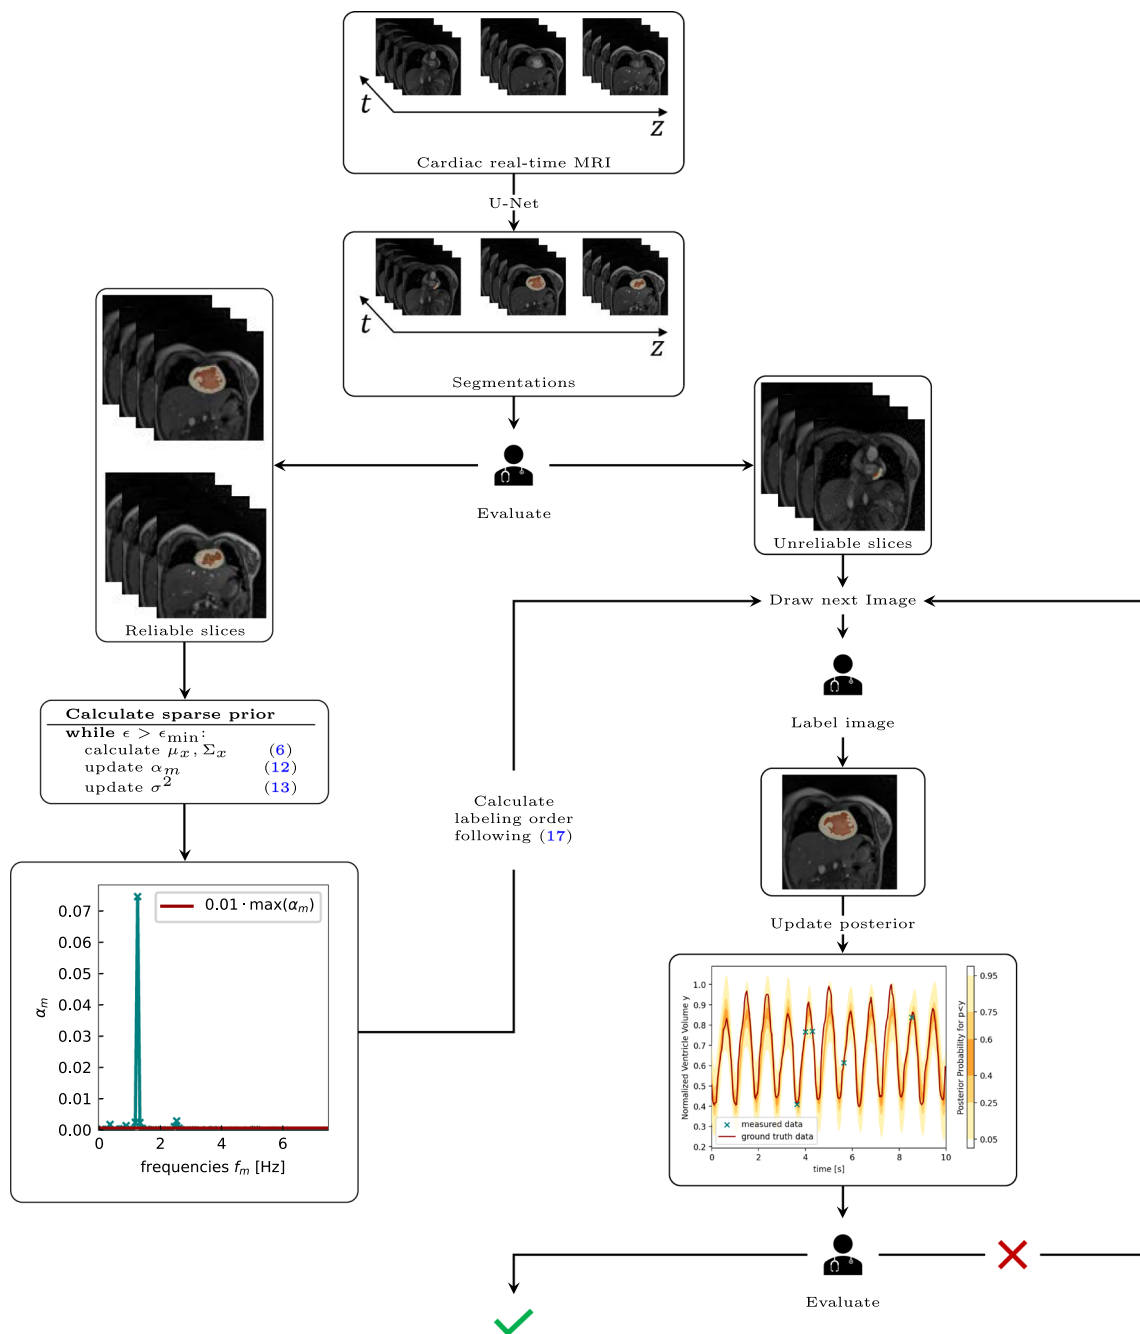 t
z
Cardiac real-time MRI
U-Net
t
z
Segmentations
Evaluate
Reliable slices
Unreliable slices
Calculate sparse prior
while ϵ > ϵmin:
calculate μx, Σx (6)
update αm (12)
update σ² (13)
Draw next Image
Label image
Calculate
labeling order
following (17)
Update posterior
0.01 · max(αm)
0.07
0.06
0.05
0.04
0.03
0.02
0.01
0.00
αm
0 2 4 6
frequencies fm [Hz]
1.0
0.9
0.8
0.7
0.6
0.5
0.4
0.3
0.2
Normalized Ventricle Volume y
measured data
ground truth data
0 2 4 6 8 10
time [s]
0.95
0.75
0.6
0.4
0.25
0.05
Posterior Probability for p<y
Evaluate